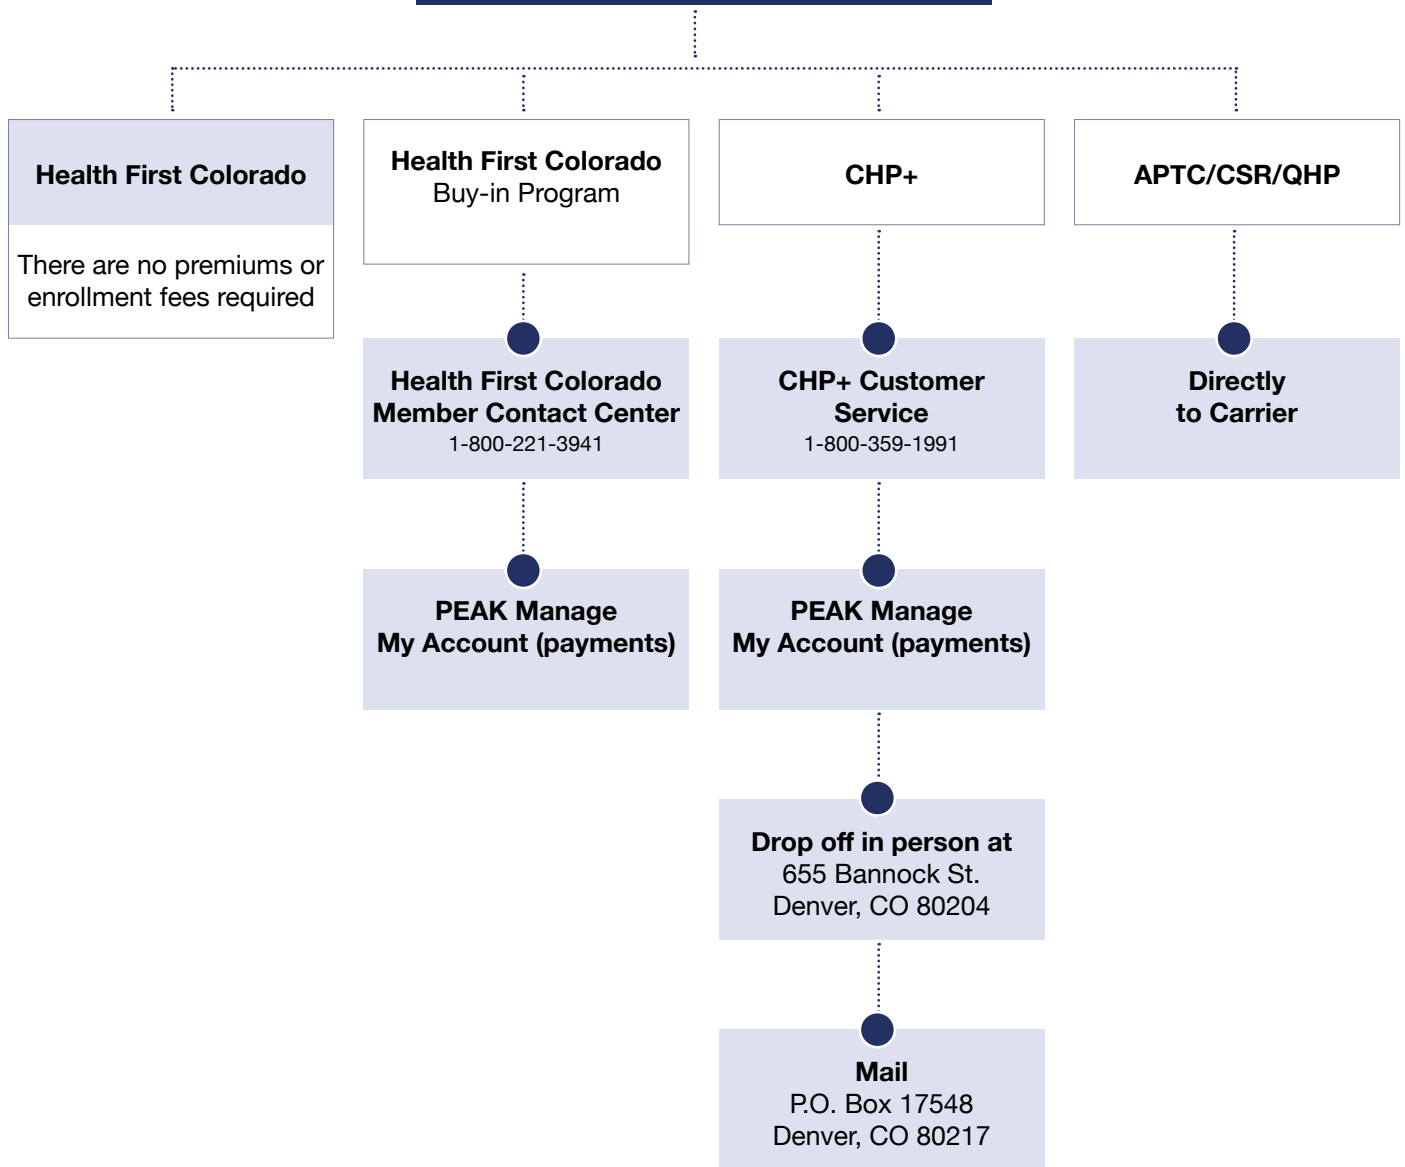 Health First Colorado
There are no premiums or
enrollment fees required
Health First Colorado
Buy-in Program
Health First Colorado
Member Contact Center
1-800-221-3941
PEAK Manage
My Account (payments)
CHP+
CHP+ Customer
Service
1-800-359-1991
PEAK Manage
My Account (payments)
Drop off in person at
655 Bannock St.
Denver, CO 80204
Mail
P.O. Box 17548
Denver, CO 80217
APTC/CSR/QHP
Directly
to Carrier